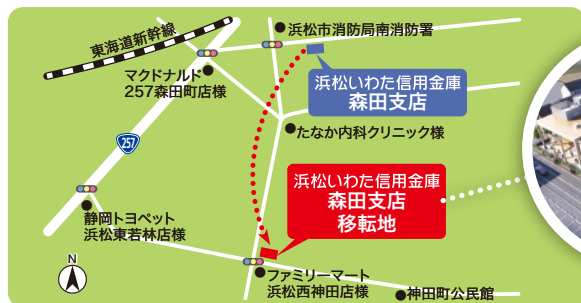 東海道新幹線
浜松市消防局南消防署
マクドナルド
257森田町店様
浜松いわた信用金庫
森田支店
257
たなか内科クリニック様
浜松いわた信用金庫
森田支店
移転地
静岡トヨペット
浜松東若林店様
N
ファミリーマート
浜松西神田店様
神田町公民館